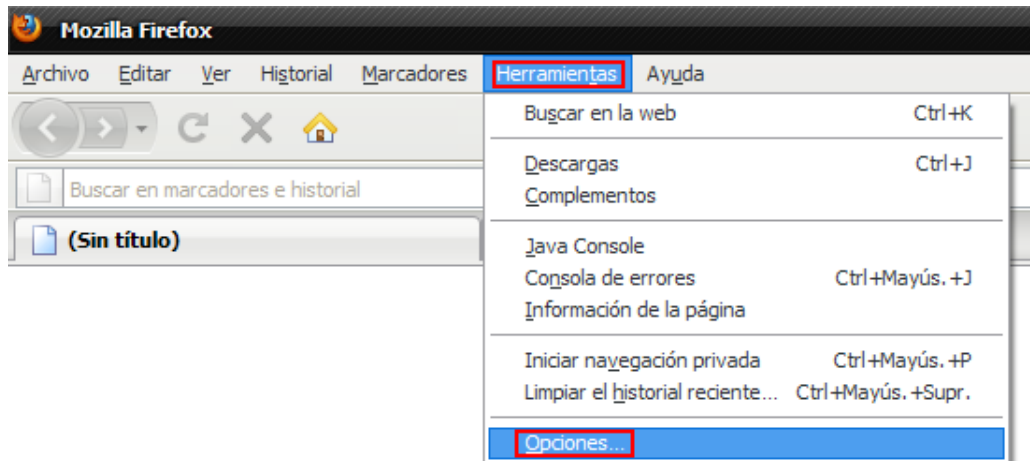 Mozilla Firefox
Archivo Editar Ver Historial Marcadores Herramientas Ayuda
Buscar en la web Ctrl+K
Descargas Ctrl+J
Buscar en marcadores e historial
Complementos
(Sin título)
Java Console
Consola de errores Ctrl+Mayús.+J
Información de la página
Iniciar navegación privada Ctrl+Mayús.+P
Limpiar el historial reciente... Ctrl+Mayús.+Supr.
Opciones...